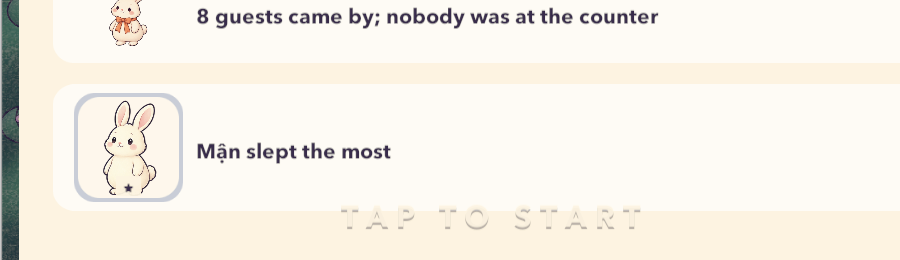 8 guests came by; nobody was at the counter
Mận slept the most
TAP TO START